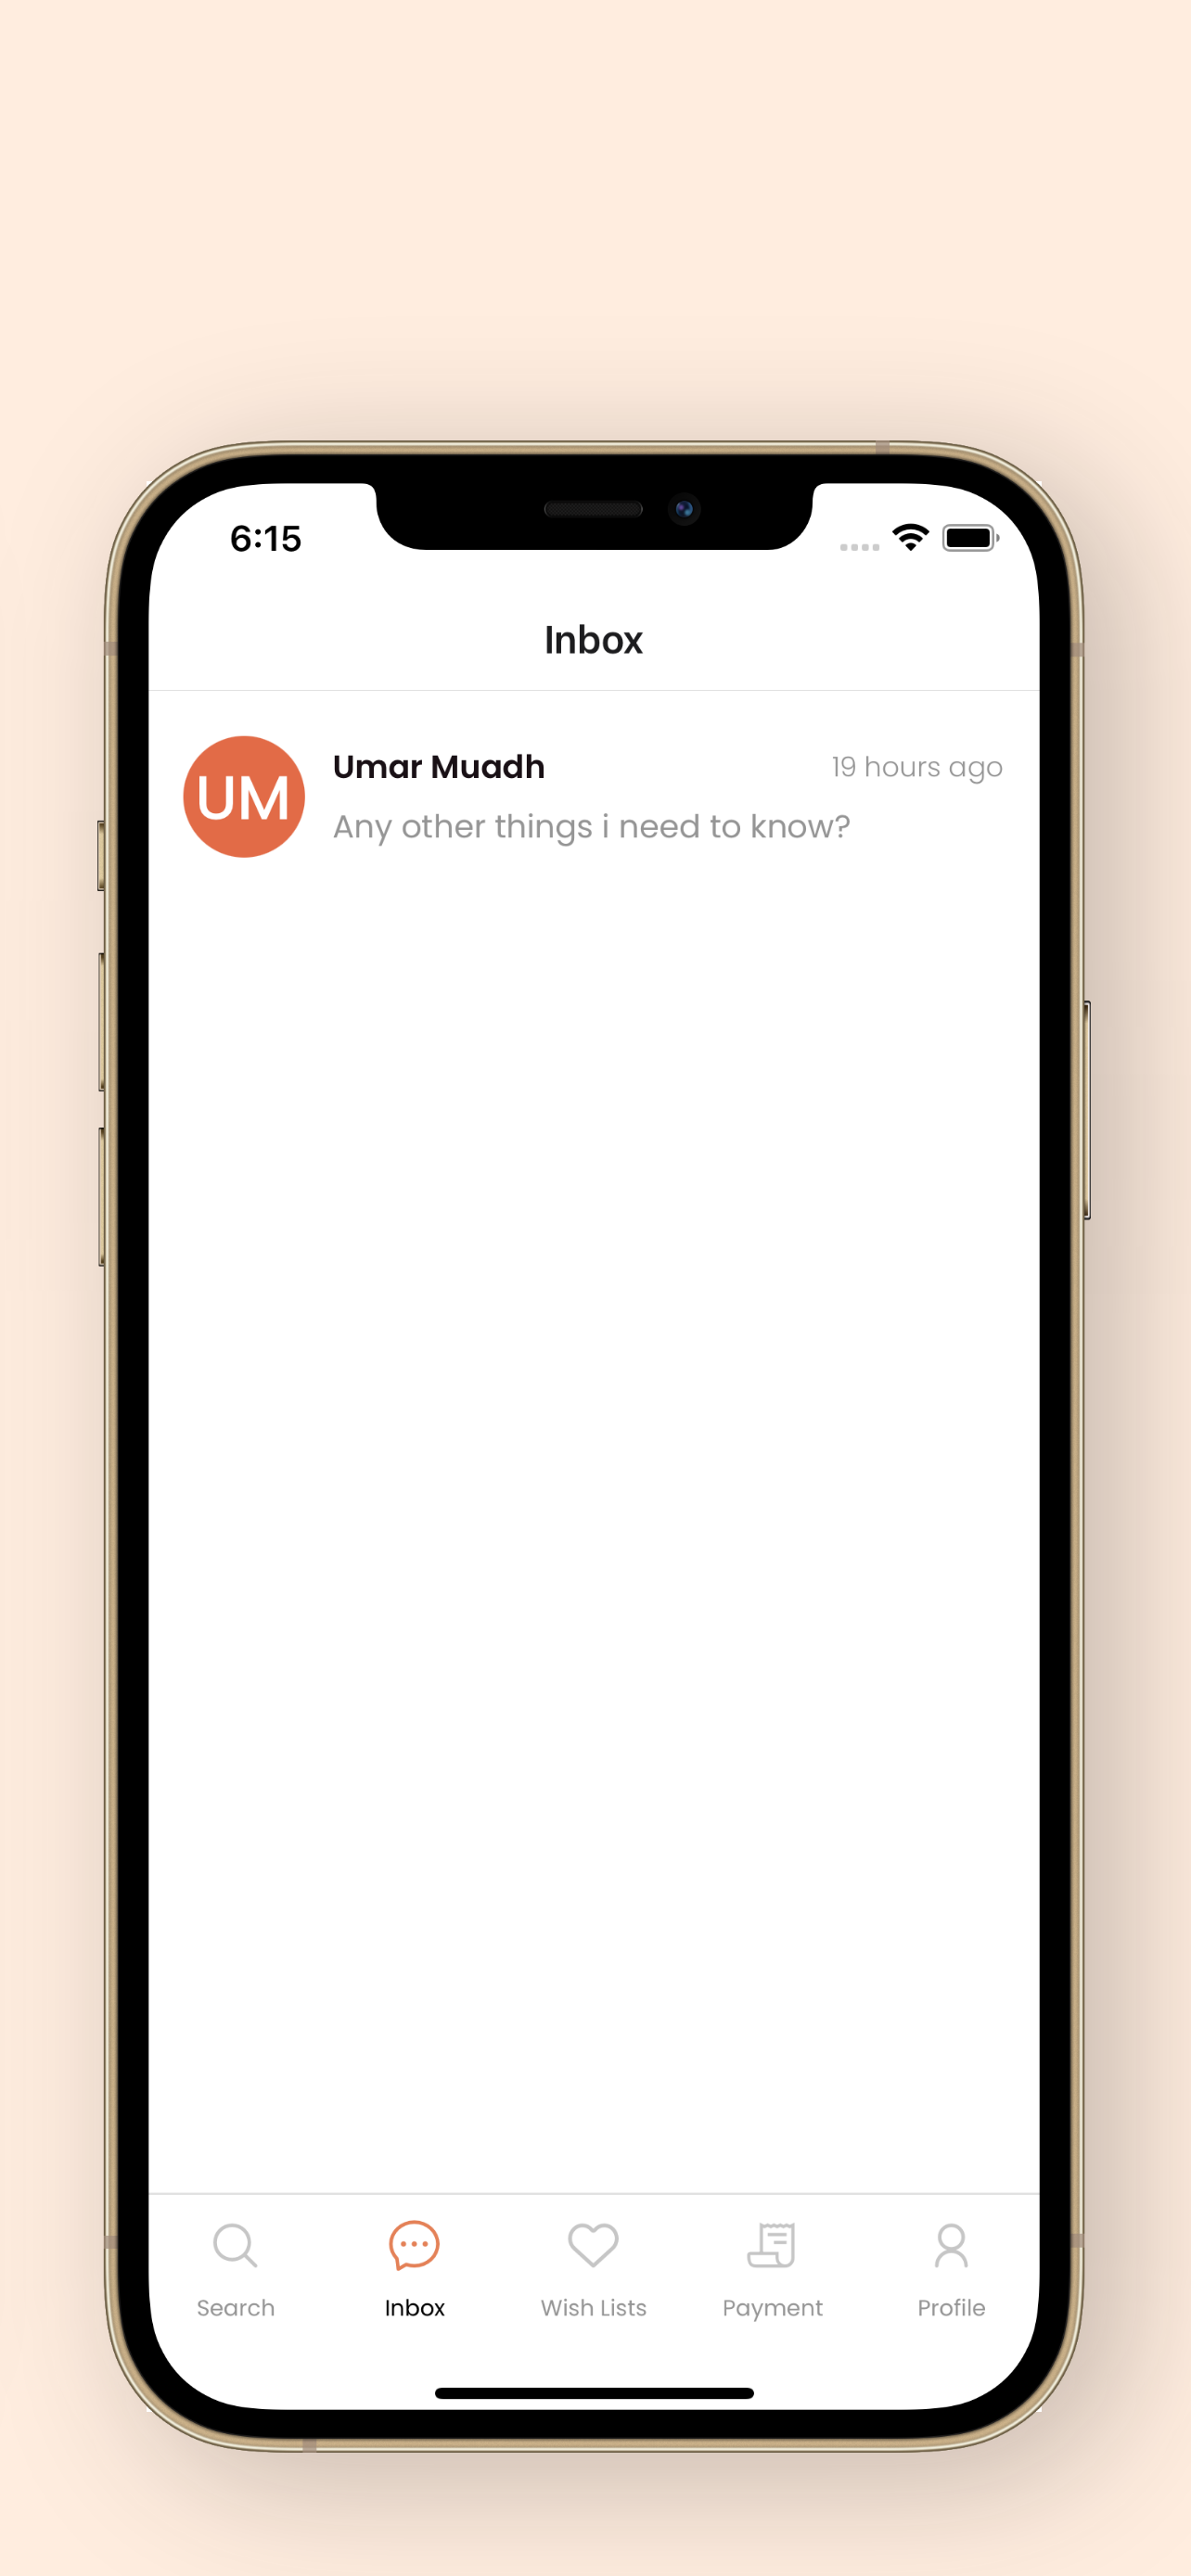 6:15
Inbox
UM
Umar Muadh
19 hours ago
Any other things i need to know?
Search
Inbox
Wish Lists
Payment
Profile